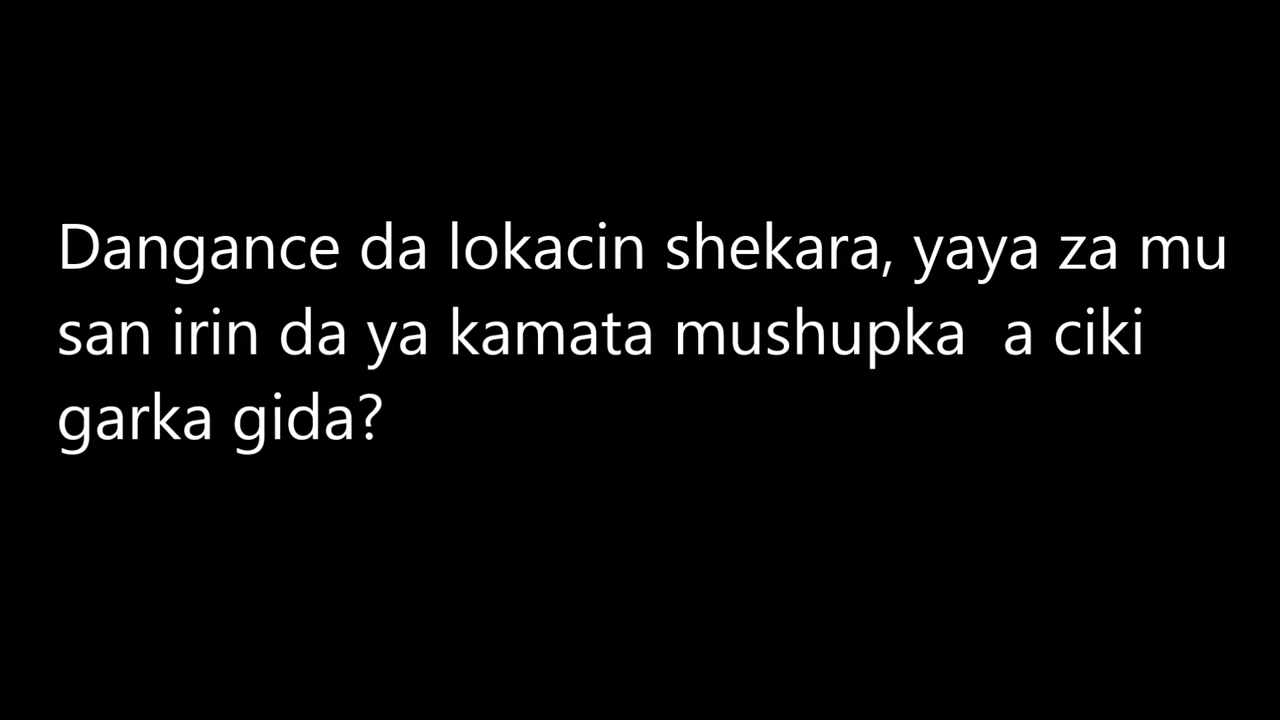 Dangance da lokacin shekara, yaya za mu
san irin da ya kamata mushupka a ciki
garka gida?